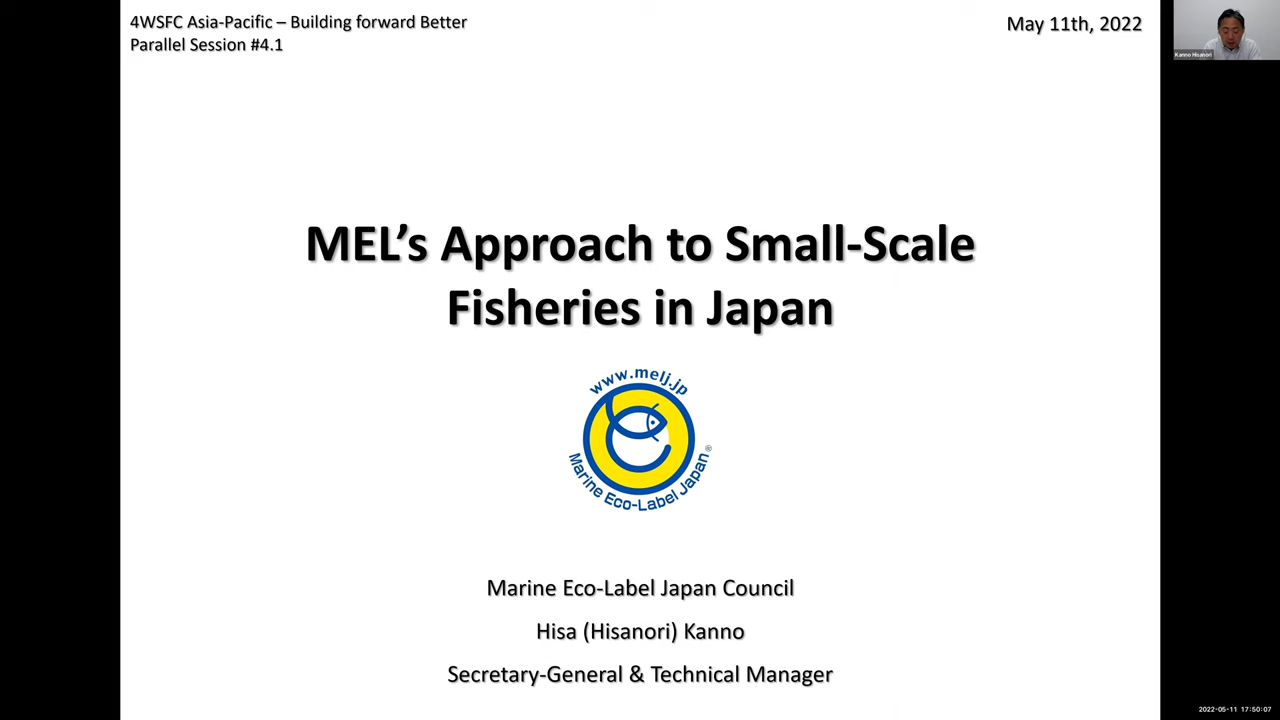 4WSFC Asia-Pacific – Building forward Better
Parallel Session #4.1
May 11th, 2022
Kanno Hisanori
MEL’s Approach to Small-Scale
Fisheries in Japan
www.melj.jp
Marine Eco-Label Japan®
Marine Eco-Label Japan Council
Hisa (Hisanori) Kanno
Secretary-General & Technical Manager
2022-05-11 17:50:07